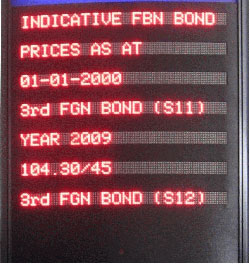 INDICATIVE FBN BOND
PRICES AS AT
01-01-2000
3rd FGN BOND (S11)
YEAR 2009
104.30/45
3rd FGN BOND (S12)